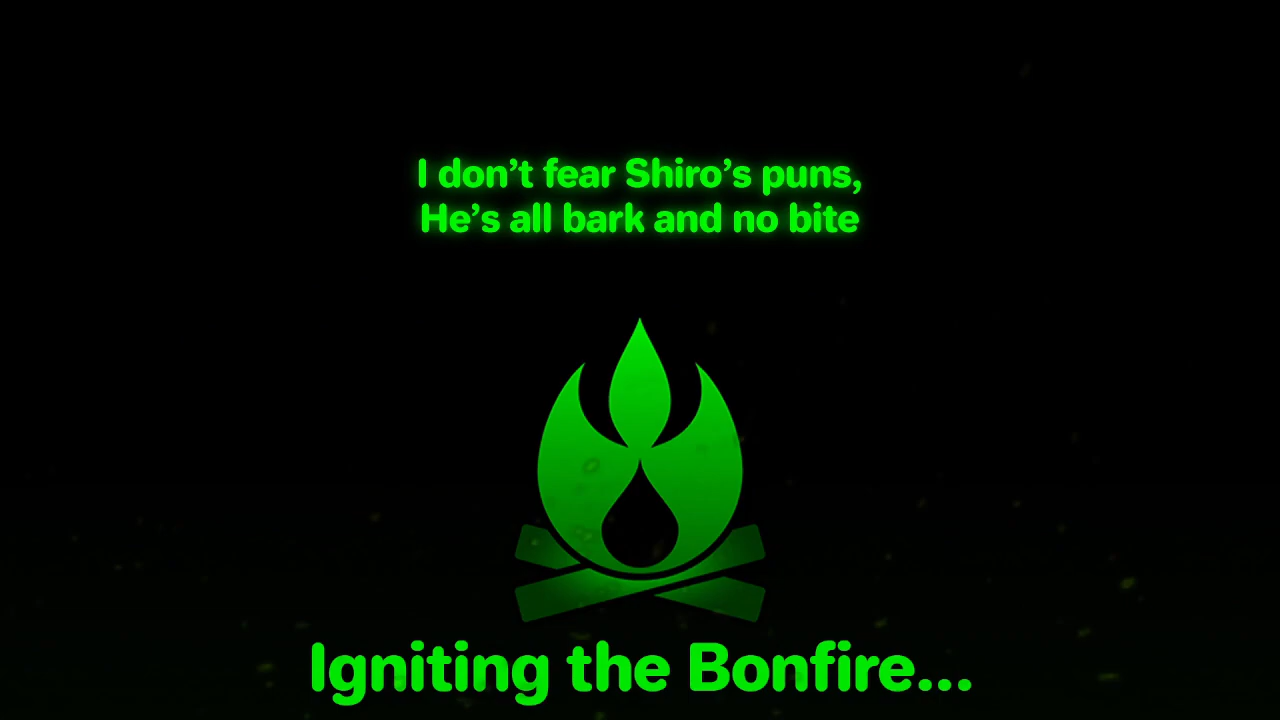 I don’t fear Shiro’s puns,
He’s all bark and no bite
Igniting the Bonfire...